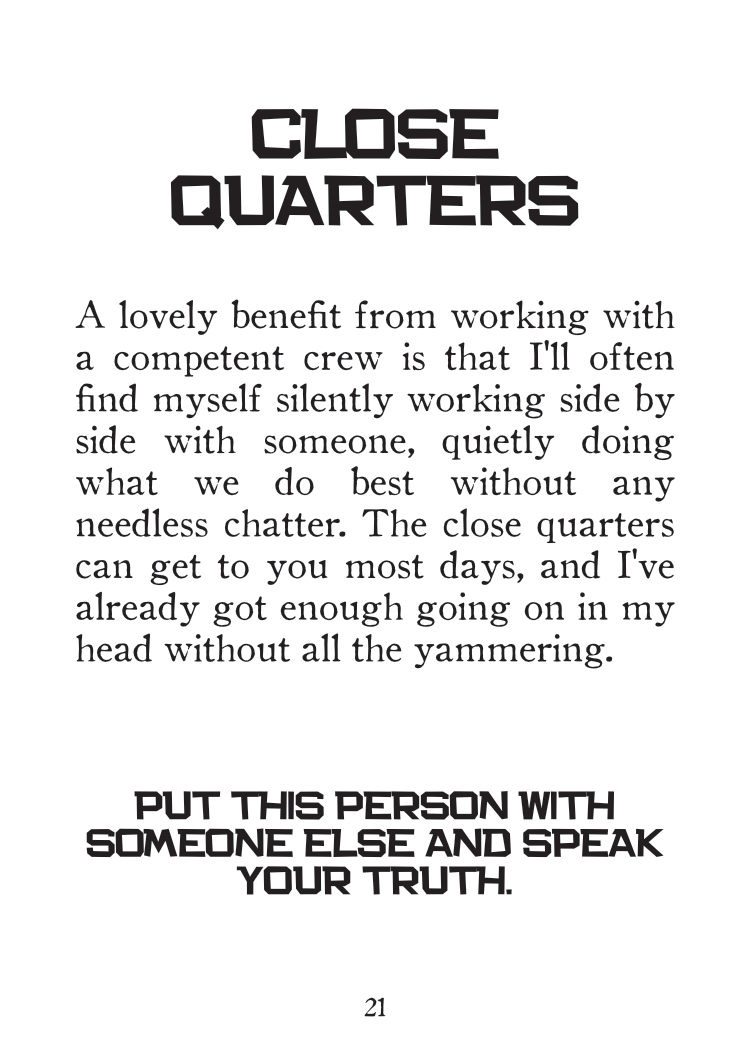 CLOSE
QUARTERS
A lovely benefit from working with
a competent crew is that I'll often
find myself silently working side by
side with someone, quietly doing
what we do best without any
needless chatter. The close quarters
can get to you most days, and I've
already got enough going on in my
head without all the yammering.
PUT THIS PERSON WITH
SOMEONE ELSE AND SPEAK
YOUR TRUTH.
21